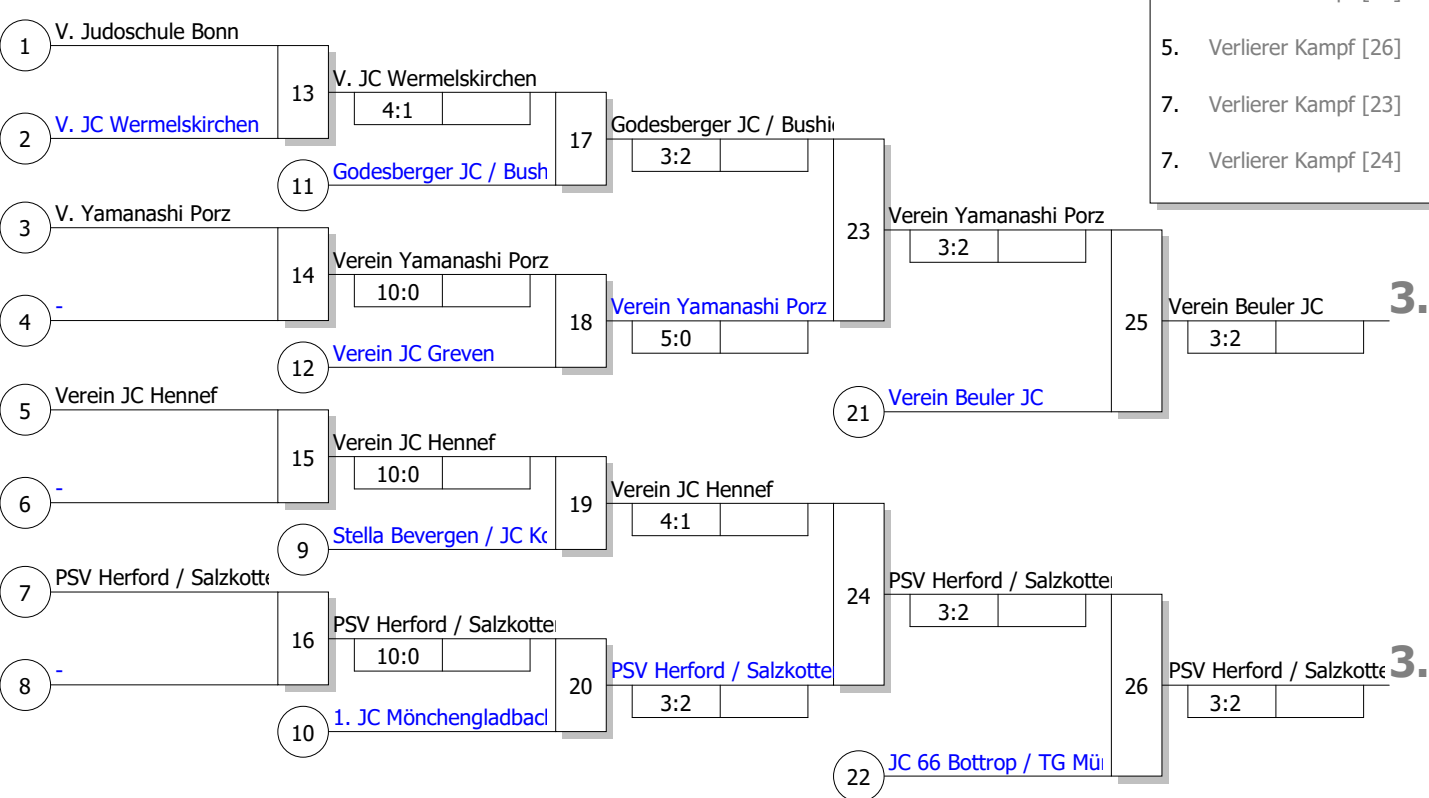 1 V. Judoschule Bonn
2 V. JC Wermelskirchen
13 V. JC Wermelskirchen
4:1
11 Godesberger JC / Bush
17 Godesberger JC / Bushi
3:2
3 V. Yamanashi Porz
4 -
14 Verein Yamanashi Porz
10:0
12 Verein JC Greven
18 Verein Yamanashi Porz
5:0
23 Verein Yamanashi Porz
3:2
21 Verein Beuler JC
25 Verein Beuler JC
3:2
3.
5 Verein JC Hennef
6 -
15 Verein JC Hennef
10:0
9 Stella Bevergen / JC Ko
19 Verein JC Hennef
4:1
7 PSV Herford / Salzkotte
8 -
16 PSV Herford / Salzkotte
10:0
10 1. JC Mönchengladbach
20 PSV Herford / Salzkotte
3:2
24 PSV Herford / Salzkotten
3:2
22 JC 66 Bottrop / TG Mü
26 PSV Herford / Salzkotte
3:2
3.
5. Verlierer Kampf [26]
7. Verlierer Kampf [23]
7. Verlierer Kampf [24]